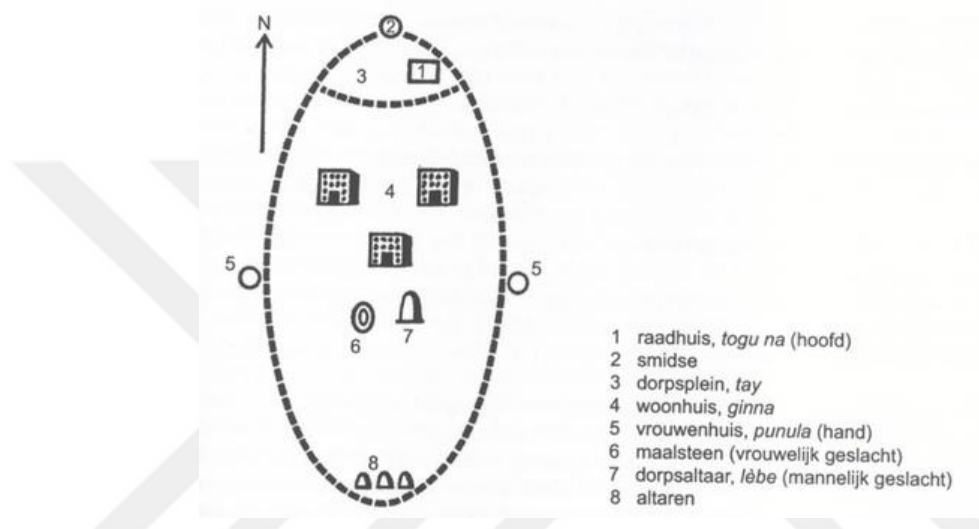 N
2
3
1
4
5
5
6
7
8
1 raadhuis, togu na (hoofd)
2 smidse
3 dorpsplein, tay
4 woonhuis, ginna
5 vrouwenhuis, punula (hand)
6 maalsteen (vrouwelijk geslacht)
7 dorpsaltaar, lèbe (mannelijk geslacht)
8 altaren